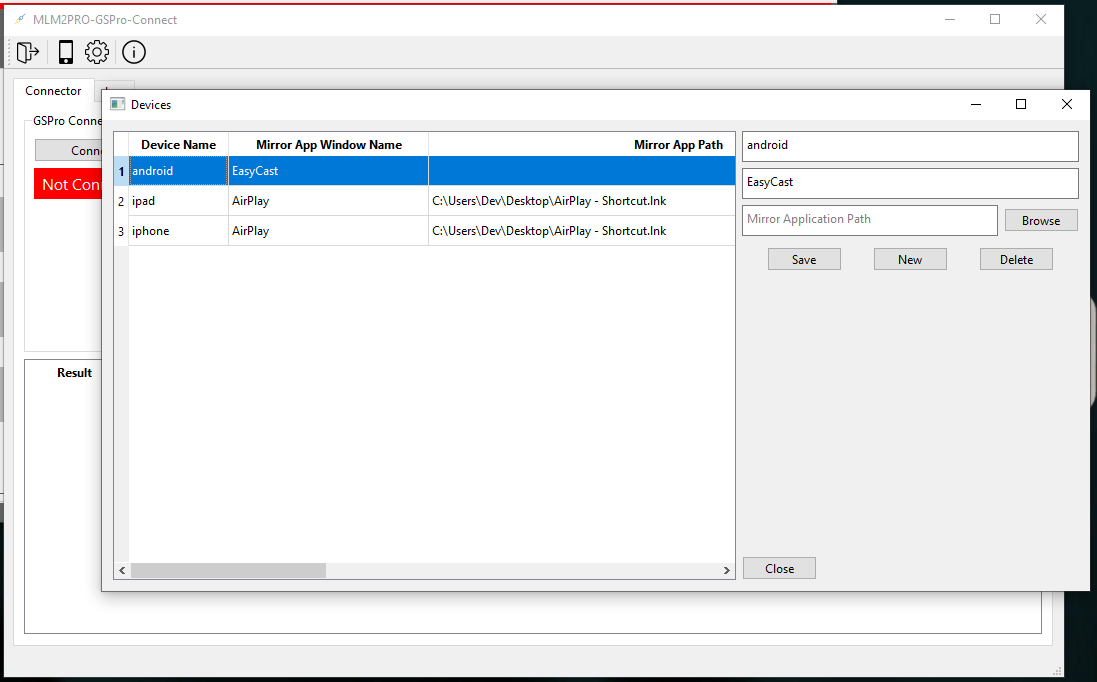 MLM2PRO-GSPro-Connect
Connector
GSPro Conne
Conn
Not Con
Result
Devices
Device Name Mirror App Window Name Mirror App Path
1 android EasyCast
2 ipad AirPlay C:\Users\Dev\Desktop\AirPlay - Shortcut.lnk
3 iphone AirPlay C:\Users\Dev\Desktop\AirPlay - Shortcut.lnk
android
EasyCast
Mirror Application Path Browse
Save New Delete
Close